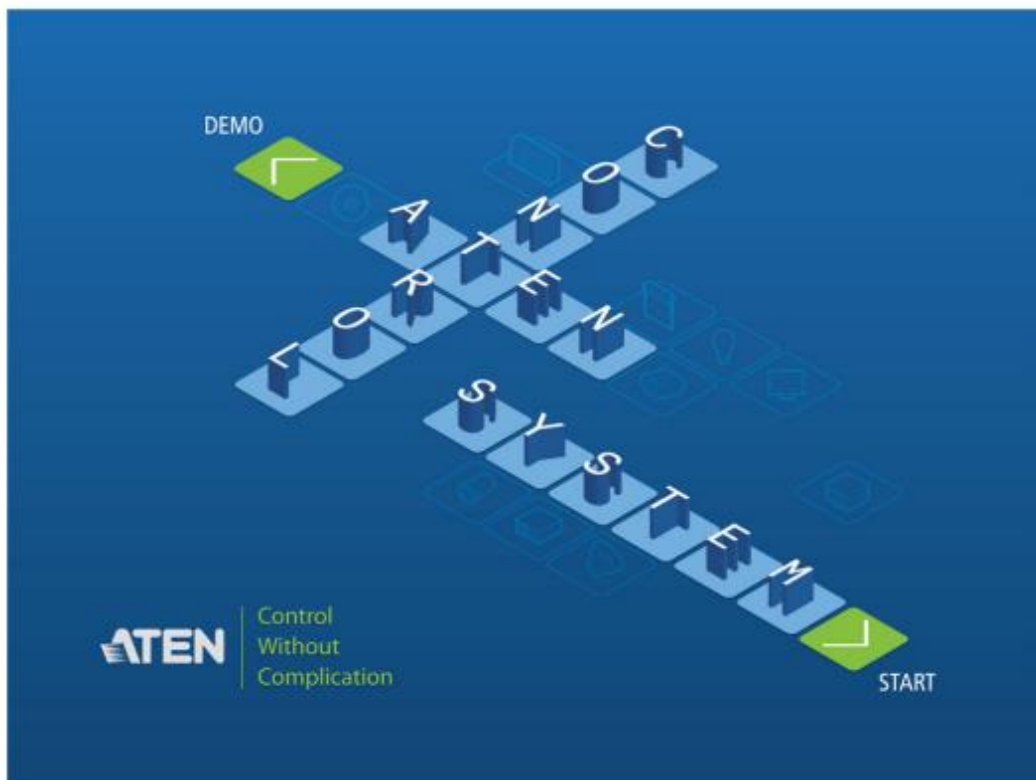 DEMO
CONTROL
ATEN
SYSTEM
START
ATEN
Control
Without
Complication